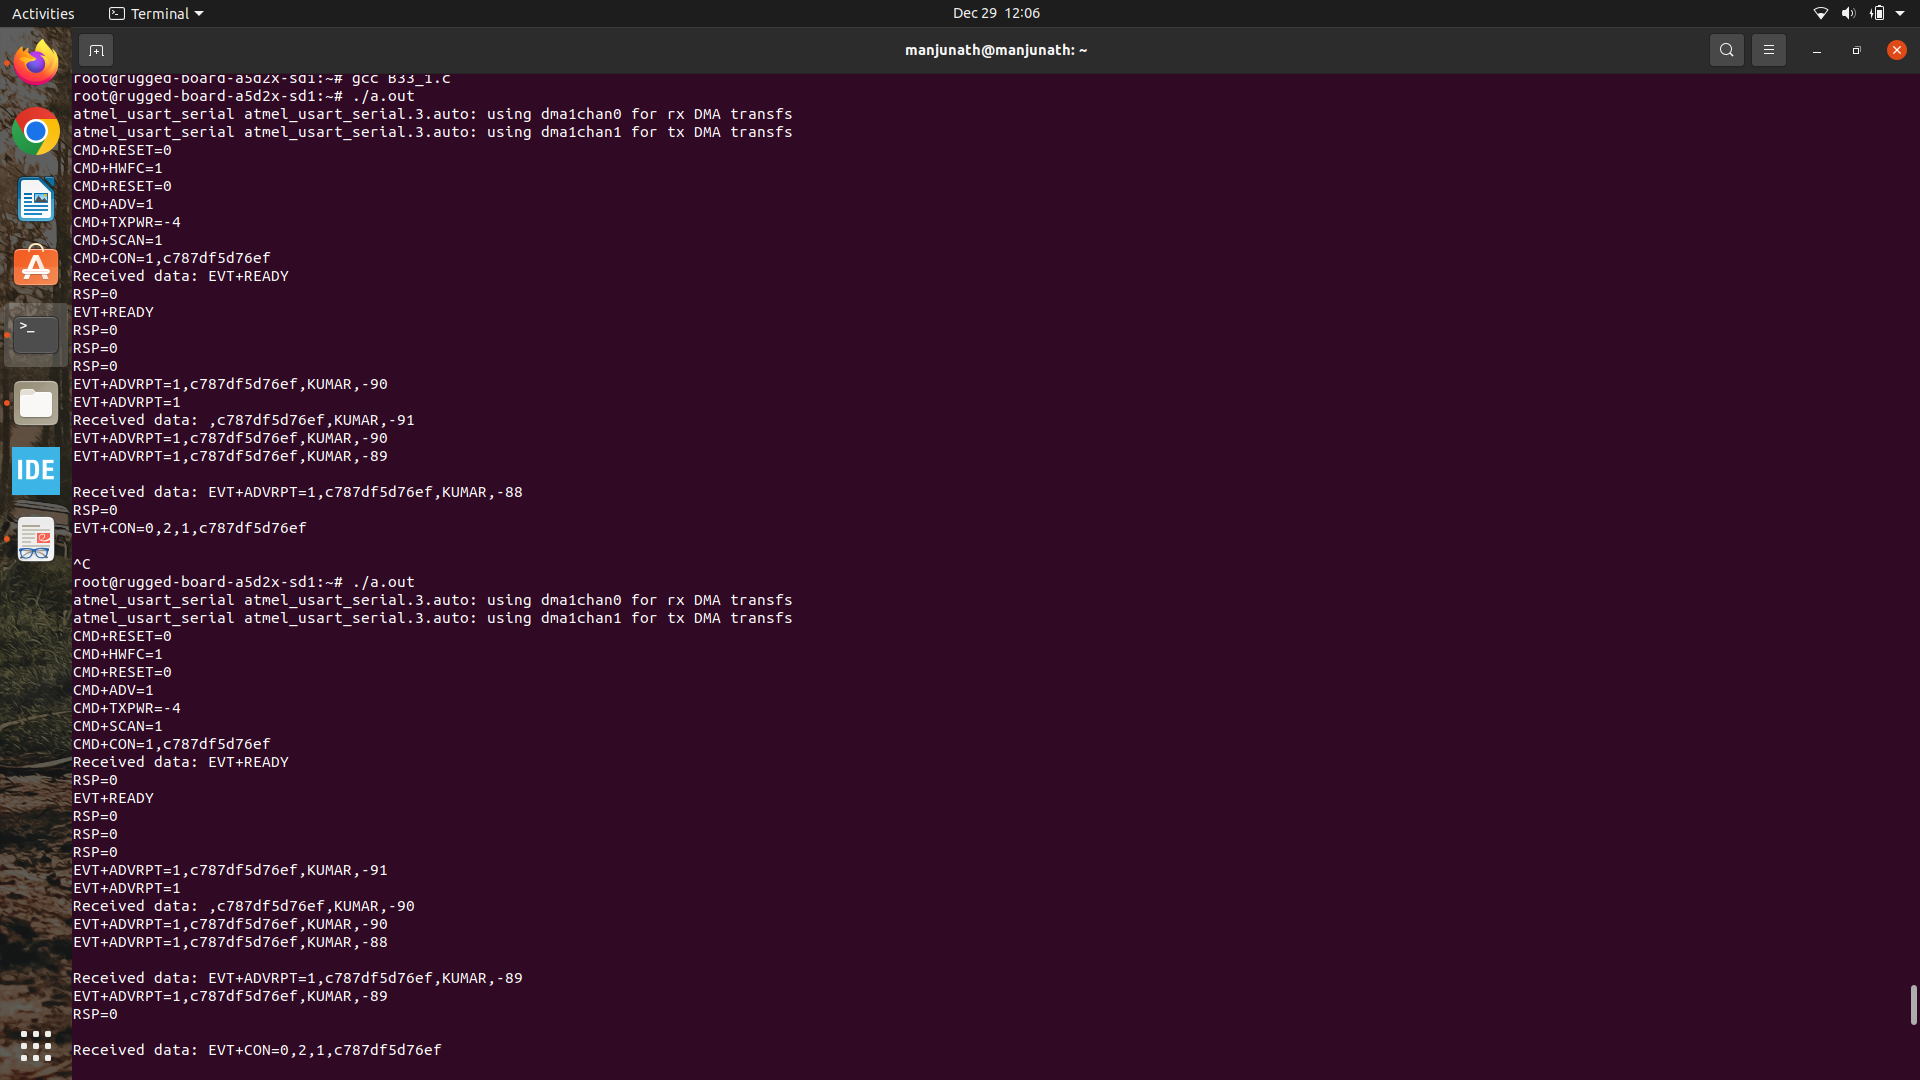 Activities
Terminal
Dec 29 12:06
manjunath@manjunath: ~
root@rugged-board-a5d2x-sd1:~# gcc B33_1.c
root@rugged-board-a5d2x-sd1:~# ./a.out
atmel_usart_serial atmel_usart_serial.3.auto: using dma1chan0 for rx DMA transfs
atmel_usart_serial atmel_usart_serial.3.auto: using dma1chan1 for tx DMA transfs
CMD+RESET=0
CMD+HWFC=1
CMD+RESET=0
CMD+ADV=1
CMD+TXPWR=-4
CMD+SCAN=1
CMD+CON=1,c787df5d76ef
Received data: EVT+READY
RSP=0
EVT+READY
RSP=0
RSP=0
RSP=0
EVT+ADVRPT=1,c787df5d76ef,KUMAR,-90
EVT+ADVRPT=1
Received data: ,c787df5d76ef,KUMAR,-91
EVT+ADVRPT=1,c787df5d76ef,KUMAR,-90
EVT+ADVRPT=1,c787df5d76ef,KUMAR,-89
Received data: EVT+ADVRPT=1,c787df5d76ef,KUMAR,-88
RSP=0
EVT+CON=0,2,1,c787df5d76ef
^C
root@rugged-board-a5d2x-sd1:~# ./a.out
atmel_usart_serial atmel_usart_serial.3.auto: using dma1chan0 for rx DMA transfs
atmel_usart_serial atmel_usart_serial.3.auto: using dma1chan1 for tx DMA transfs
CMD+RESET=0
CMD+HWFC=1
CMD+RESET=0
CMD+ADV=1
CMD+TXPWR=-4
CMD+SCAN=1
CMD+CON=1,c787df5d76ef
Received data: EVT+READY
RSP=0
EVT+READY
RSP=0
RSP=0
RSP=0
EVT+ADVRPT=1,c787df5d76ef,KUMAR,-91
EVT+ADVRPT=1
Received data: ,c787df5d76ef,KUMAR,-90
EVT+ADVRPT=1,c787df5d76ef,KUMAR,-90
EVT+ADVRPT=1,c787df5d76ef,KUMAR,-88
Received data: EVT+ADVRPT=1,c787df5d76ef,KUMAR,-89
EVT+ADVRPT=1,c787df5d76ef,KUMAR,-89
RSP=0
Received data: EVT+CON=0,2,1,c787df5d76ef
IDE